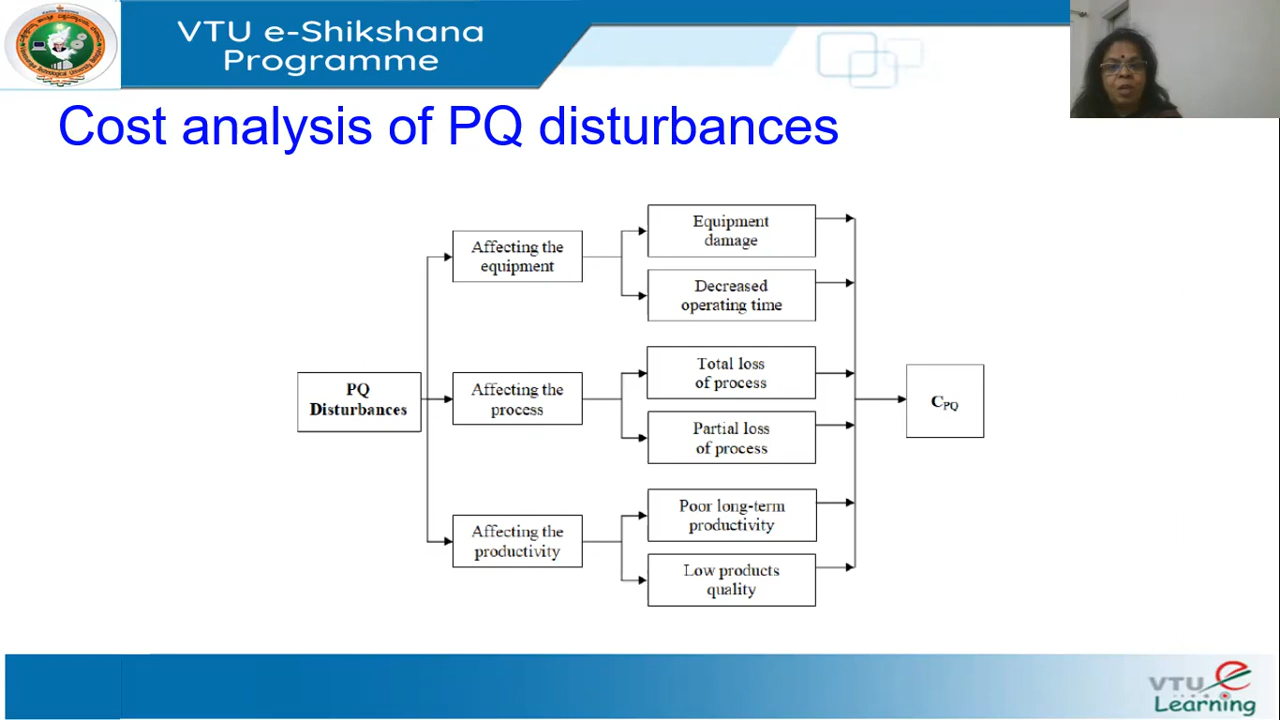 VTU e-Shikshana
Programme
Cost analysis of PQ disturbances
PQ
Disturbances
Affecting the
equipment
Equipment
damage
Decreased
operating time
Affecting the
process
Total loss
of process
Partial loss
of process
Affecting the
productivity
Poor long-term
productivity
Low products
quality
CPQ
VTU e
Learning